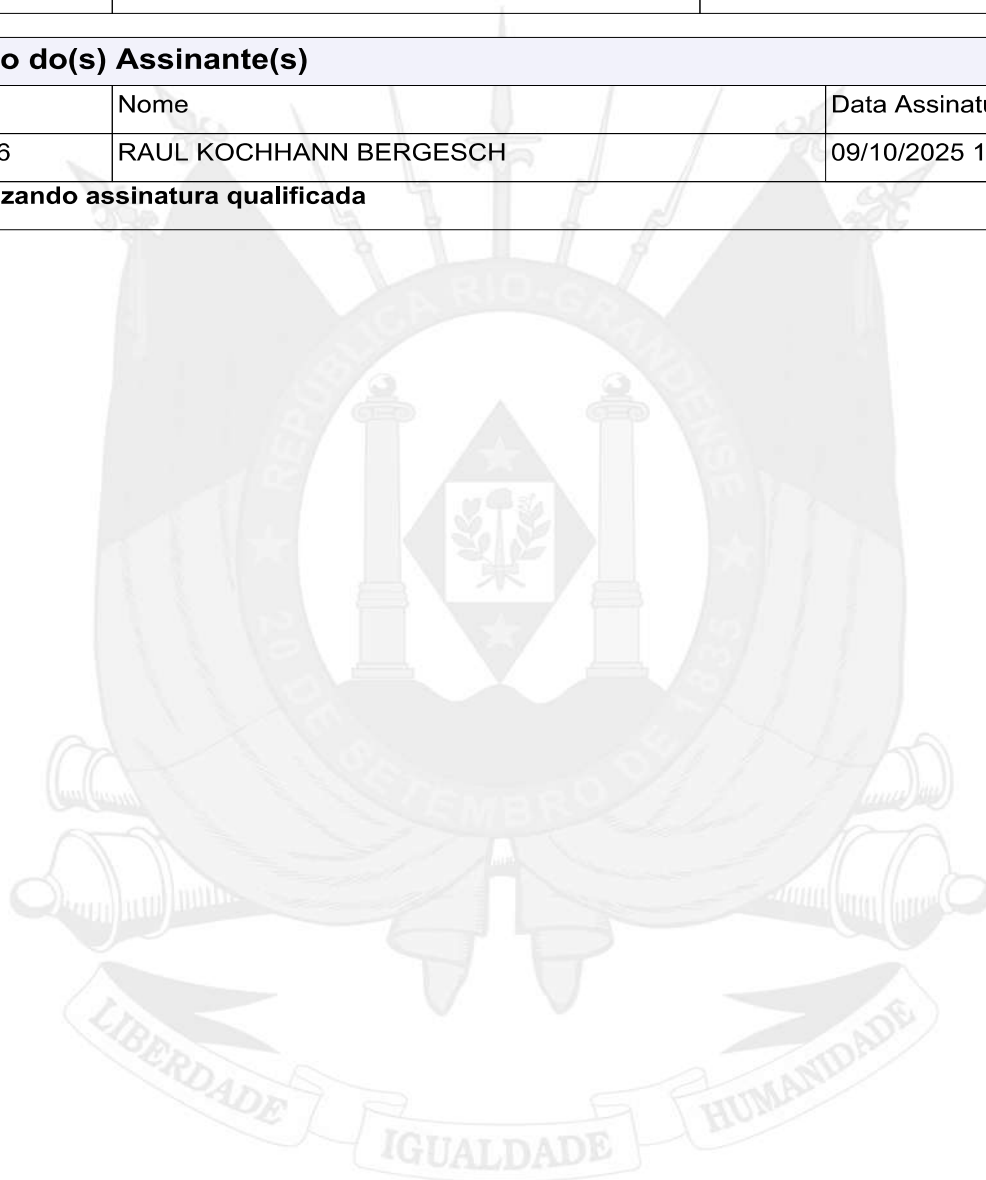 o do(s) Assinante(s)
Nome Data Assinatu
6 RAUL KOCHHANN BERGESCH 09/10/2025 1
zando assinatura qualificada
REPÚBLICA RIO-GRANDENSE
20 DE SETEMBRO DE 1835
LIBERDADE IGUALDADE HUMANIDADE